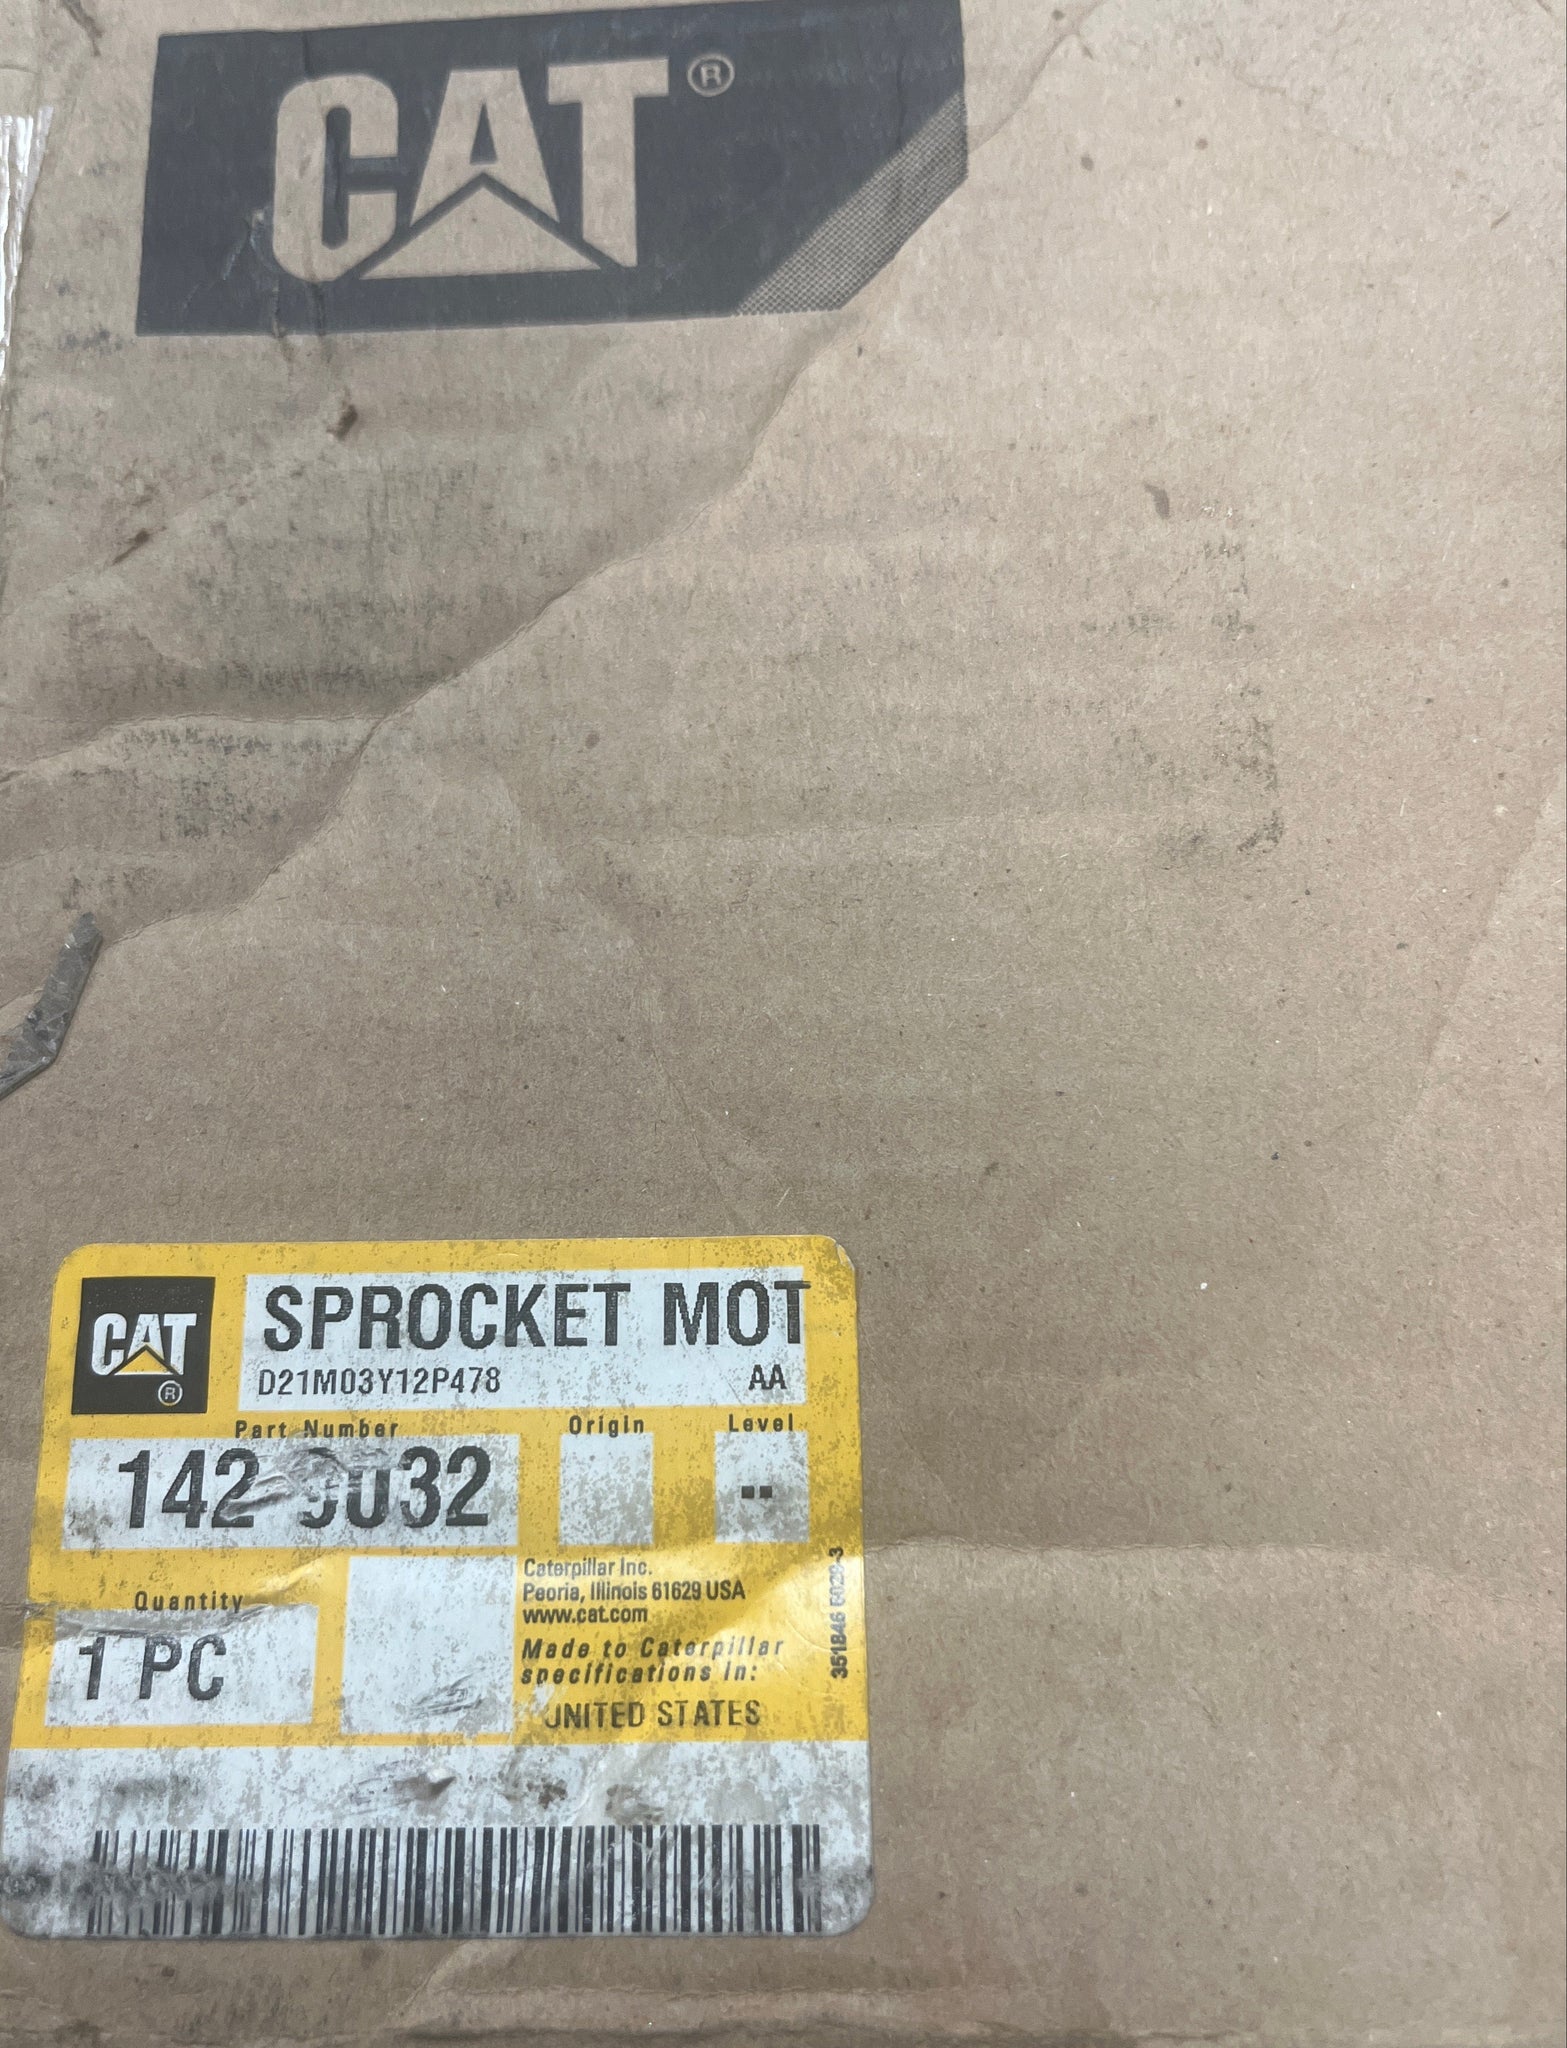 CAT®
CAT
®
SPROCKET MOT
D21M03Y12P478 AA
Part Number Origin Level
142 --
Caterpillar Inc.
Peoria, Illinois 61629 USA
www.cat.com
Quantity
1 PC
Made to Caterpillar
specifications in:
UNITED STATES